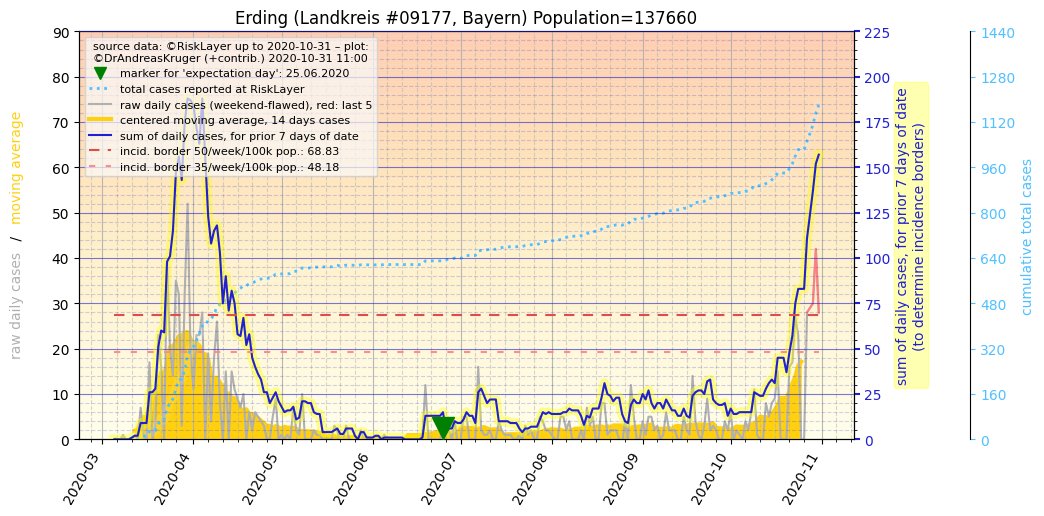 Erding (Landkreis #09177, Bayern) Population=137660
source data: ©RiskLayer up to 2020-10-31 – plot:
©DrAndreasKruger (+contrib.) 2020-10-31 11:00
marker for 'expectation day': 25.06.2020
total cases reported at RiskLayer
raw daily cases (weekend-flawed), red: last 5
centered moving average, 14 days cases
sum of daily cases, for prior 7 days of date
incid. border 50/week/100k pop.: 68.83
incid. border 35/week/100k pop.: 48.18
raw daily cases / moving average
90
80
70
60
50
40
30
20
10
0
2020-03
2020-04
2020-05
2020-06
2020-07
2020-08
2020-09
2020-10
2020-11
225
200
175
150
125
100
75
50
25
0
sum of daily cases, for prior 7 days of date
(to determine incidence borders)
1440
1280
1120
960
800
640
480
320
160
0
cumulative total cases